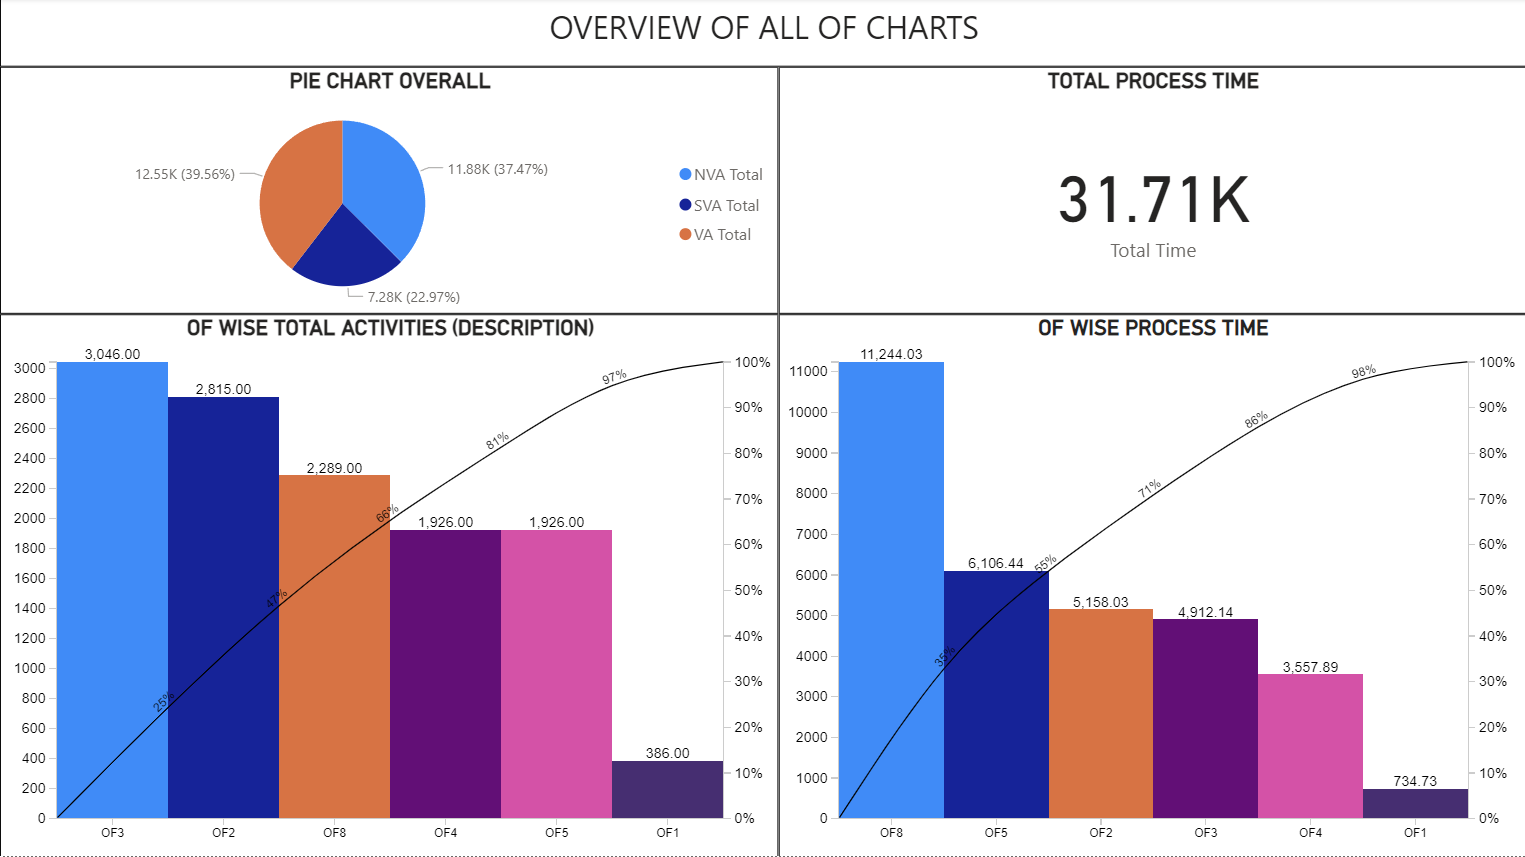 OVERVIEW OF ALL OF CHARTS
PIE CHART OVERALL
12.55K (39.56%)
11.88K (37.47%)
7.28K (22.97%)
NVA Total
SVA Total
VA Total
TOTAL PROCESS TIME
31.71K
Total Time
OF WISE TOTAL ACTIVITIES (DESCRIPTION)
3000
2800
2600
2400
2200
2000
1800
1600
1400
1200
1000
800
600
400
200
0
3,046.00
2,815.00
2,289.00
1,926.00
1,926.00
386.00
25%
47%
66%
81%
97%
100%
90%
80%
70%
60%
50%
40%
30%
20%
10%
0%
OF3
OF2
OF8
OF4
OF5
OF1
OF WISE PROCESS TIME
11000
10000
9000
8000
7000
6000
5000
4000
3000
2000
1000
0
11,244.03
6,106.44
5,158.03
4,912.14
3,557.89
734.73
35%
55%
71%
86%
98%
100%
90%
80%
70%
60%
50%
40%
30%
20%
10%
0%
OF8
OF5
OF2
OF3
OF4
OF1